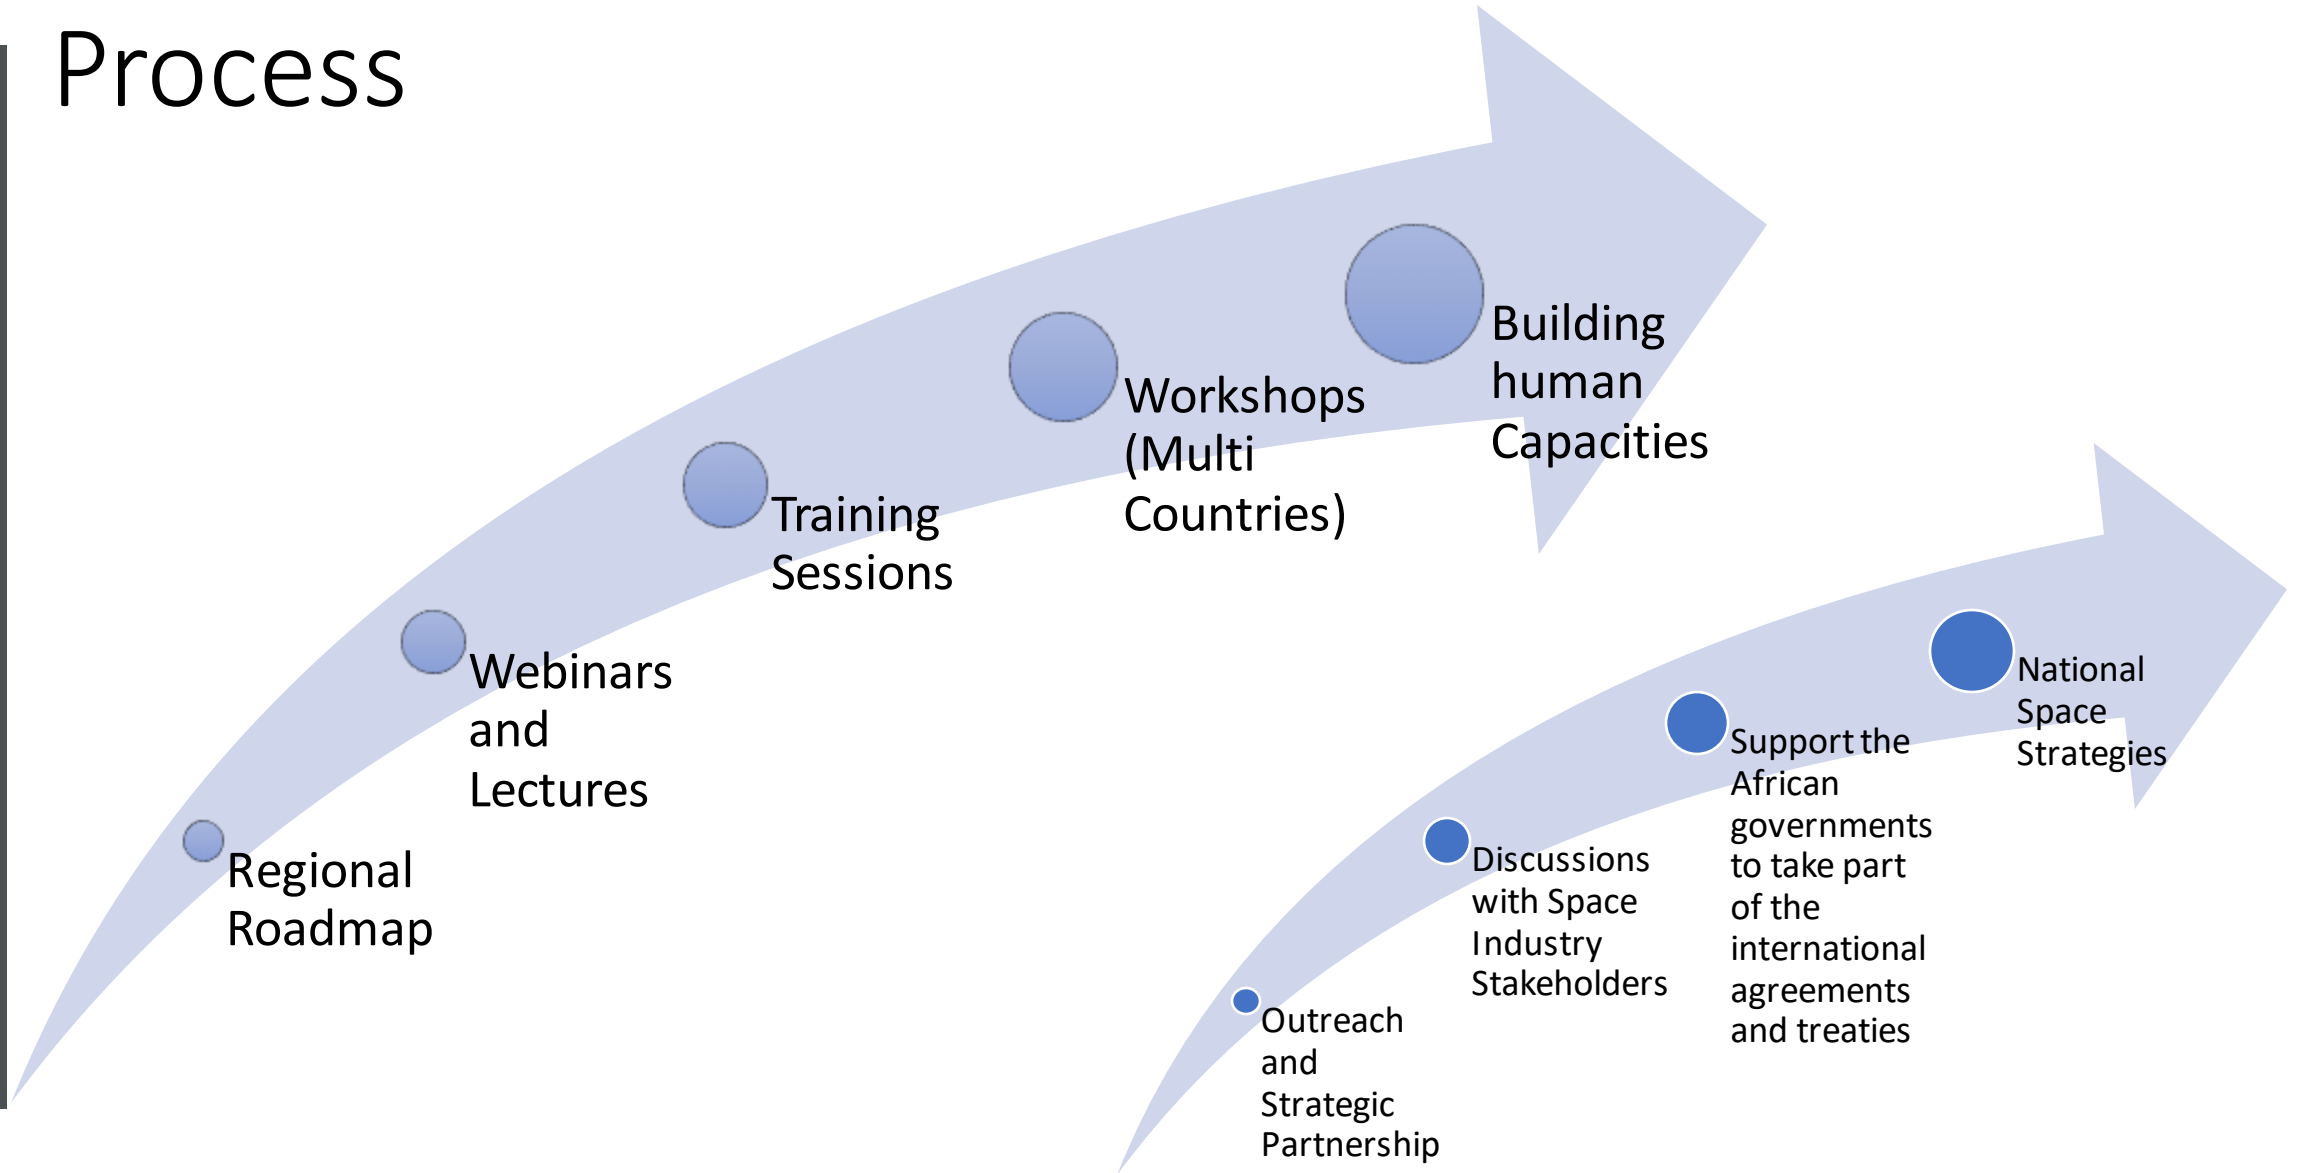 Process
Regional
Roadmap
Webinars
and
Lectures
Training
Sessions
Workshops
(Multi
Countries)
Building
human
Capacities
Outreach
and
Strategic
Partnership
Discussions
with Space
Industry
Stakeholders
Support the
African
governments
to take part
of the
international
agreements
and treaties
National
Space
Strategies